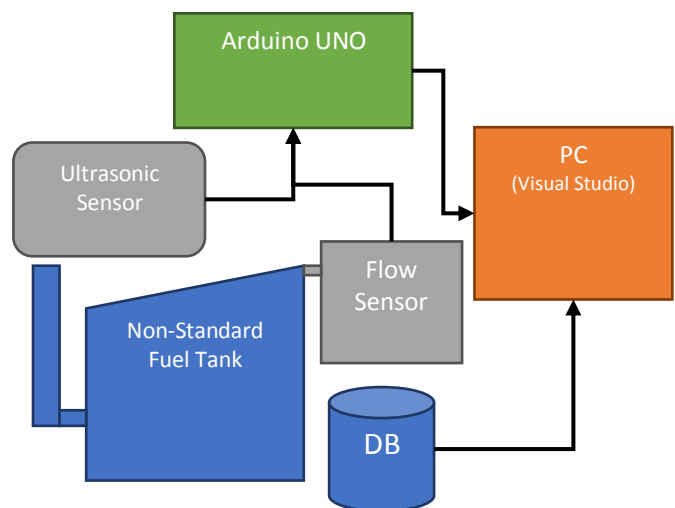 Arduino UNO
Ultrasonic
Sensor
PC
(Visual Studio)
Flow
Sensor
Non-Standard
Fuel Tank
DB